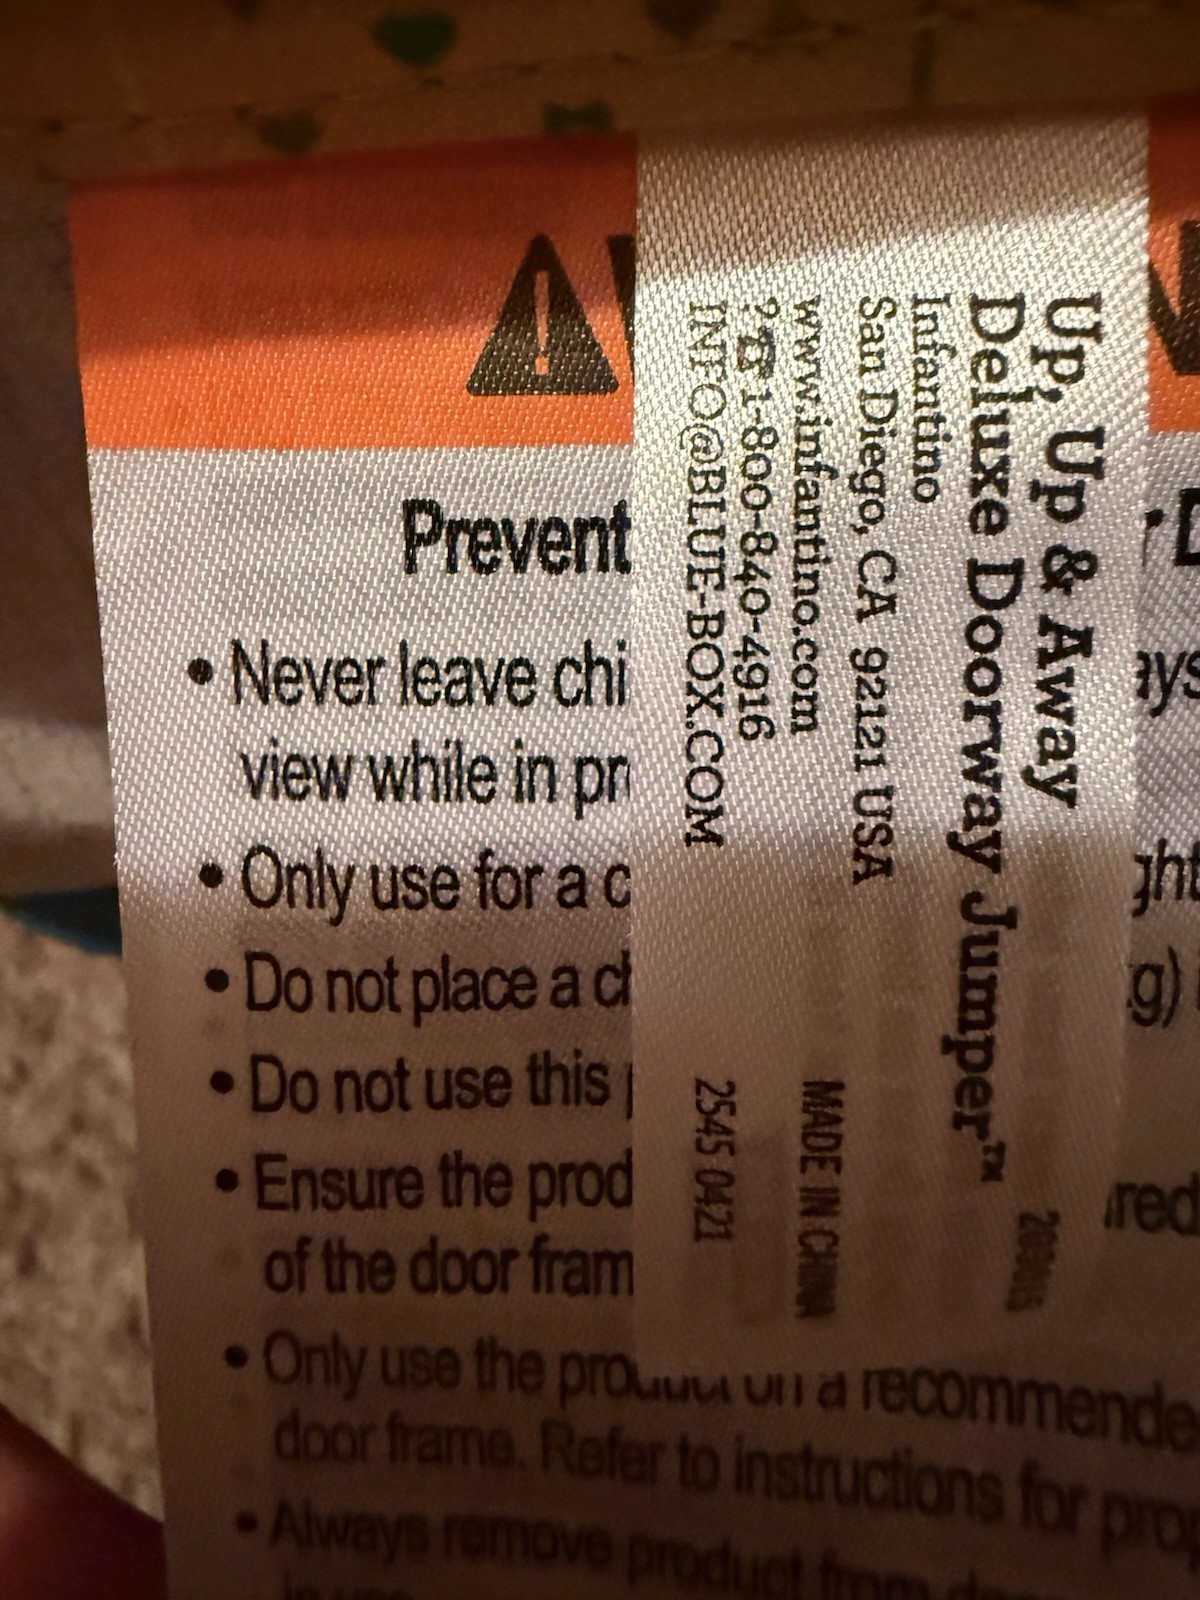 Up, Up & Away
Deluxe Doorway Jumper™
Infantino
San Diego, CA 92121 USA
www.infantino.com
? ☎ 1-800-840-4916
INFO@BLUE-BOX.COM
MADE IN CHINA
2545 0421
Prevent
• Never leave chi
view while in pr
• Only use for a c
• Do not place a ch
• Do not use this
• Ensure the prod
of the door fram
• Only use the product on a recommende
door frame. Refer to instructions for prop
• Always remove product from